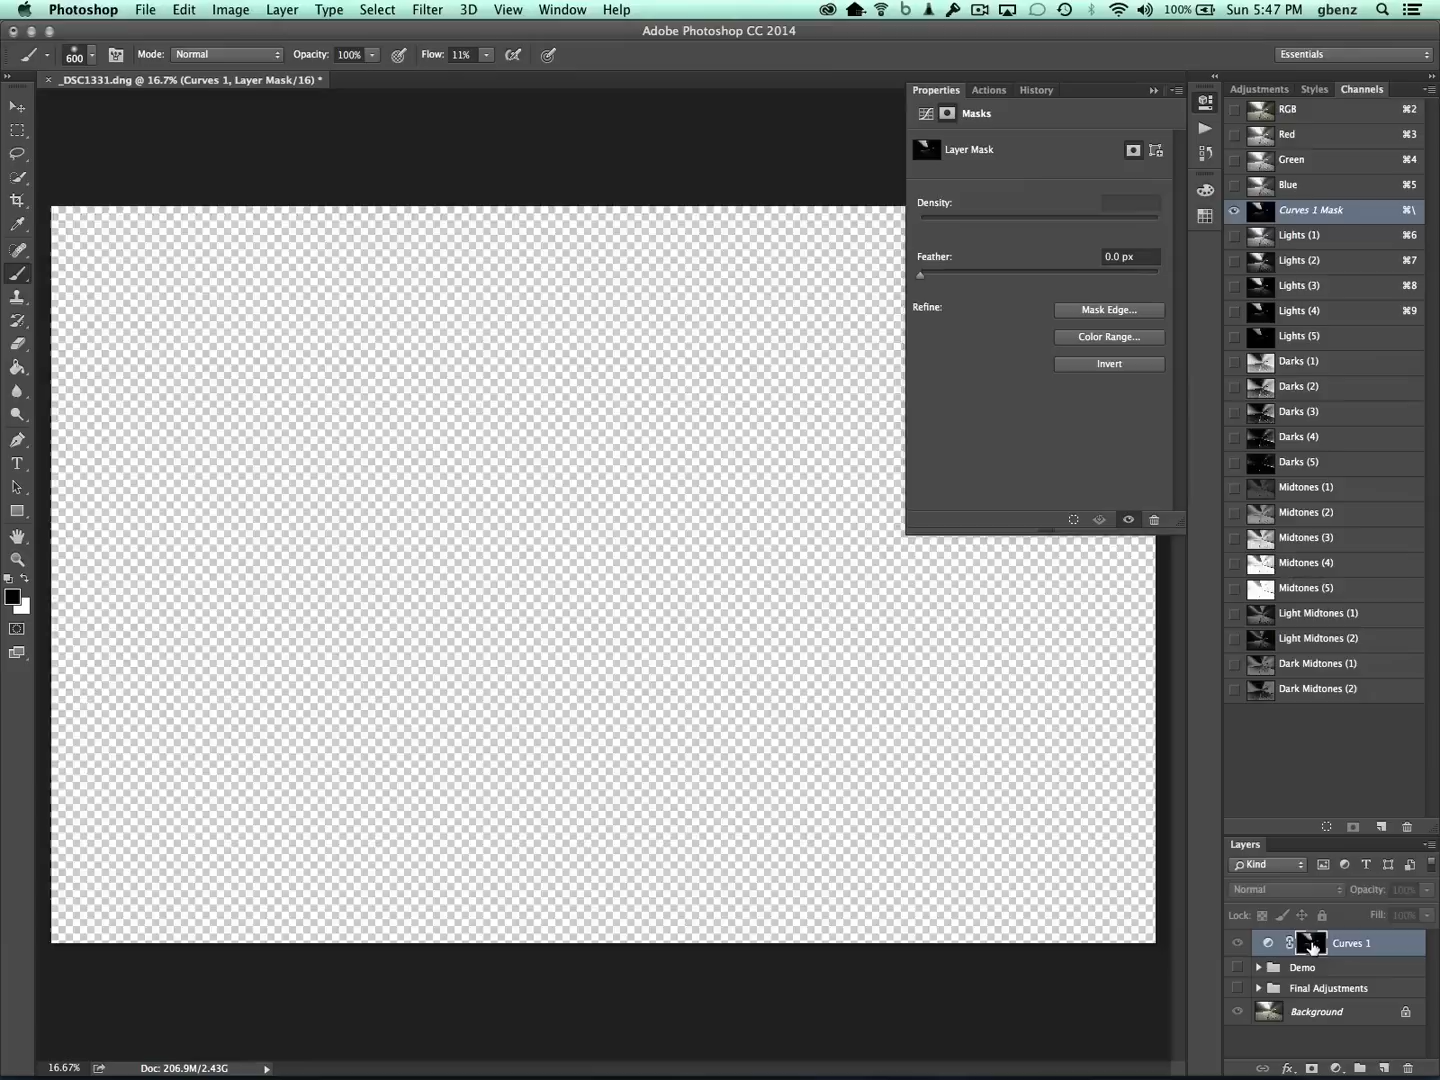 Photoshop File Edit Image Layer Type Select Filter 3D View Window Help 100% Sun 5:47 PM gbenz
Adobe Photoshop CC 2014
600 Mode: Normal Opacity: 100% Flow: 11% Essentials
_DSC1331.dng @ 16.7% (Curves 1, Layer Mask/16) *
Properties Actions History
Masks
Layer Mask
Density:
Feather: 0.0 px
Refine: Mask Edge...
Color Range...
Invert
Adjustments Styles Channels
RGB ⌘2
Red ⌘3
Green ⌘4
Blue ⌘5
Curves 1 Mask ⌘\
Lights (1) ⌘6
Lights (2) ⌘7
Lights (3) ⌘8
Lights (4) ⌘9
Lights (5)
Darks (1)
Darks (2)
Darks (3)
Darks (4)
Darks (5)
Midtones (1)
Midtones (2)
Midtones (3)
Midtones (4)
Midtones (5)
Light Midtones (1)
Light Midtones (2)
Dark Midtones (1)
Dark Midtones (2)
Layers
Kind
Normal Opacity: 100%
Lock: Fill: 100%
Curves 1
Demo
Final Adjustments
Background
16.67% Doc: 206.9M/2.43G